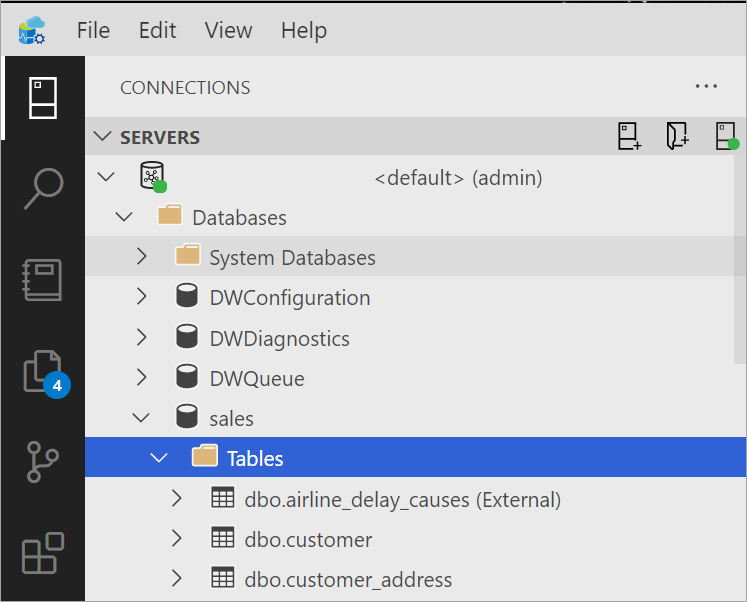 File Edit View Help
CONNECTIONS
SERVERS
<default> (admin)
Databases
System Databases
DWConfiguration
DWDiagnostics
DWQueue
4
sales
Tables
dbo.airline_delay_causes (External)
dbo.customer
dbo.customer_address